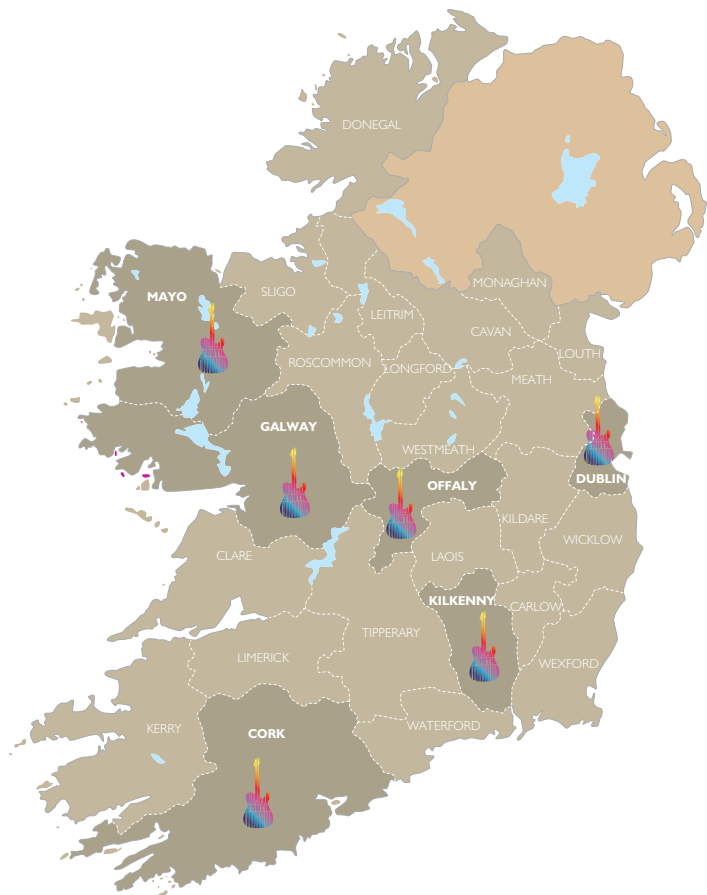 DONEGAL
MONAGHAN
MAYO
SLIGO
LEITRIM
CAVAN
LOUTH
ROSCOMMON
LONGFORD
MEATH
GALWAY
WESTMEATH
DUBLIN
OFFALY
KILDARE
WICKLOW
CLARE
LAOIS
KILKENNY
CARLOW
TIPPERARY
LIMERICK
WEXFORD
KERRY
WATERFORD
CORK